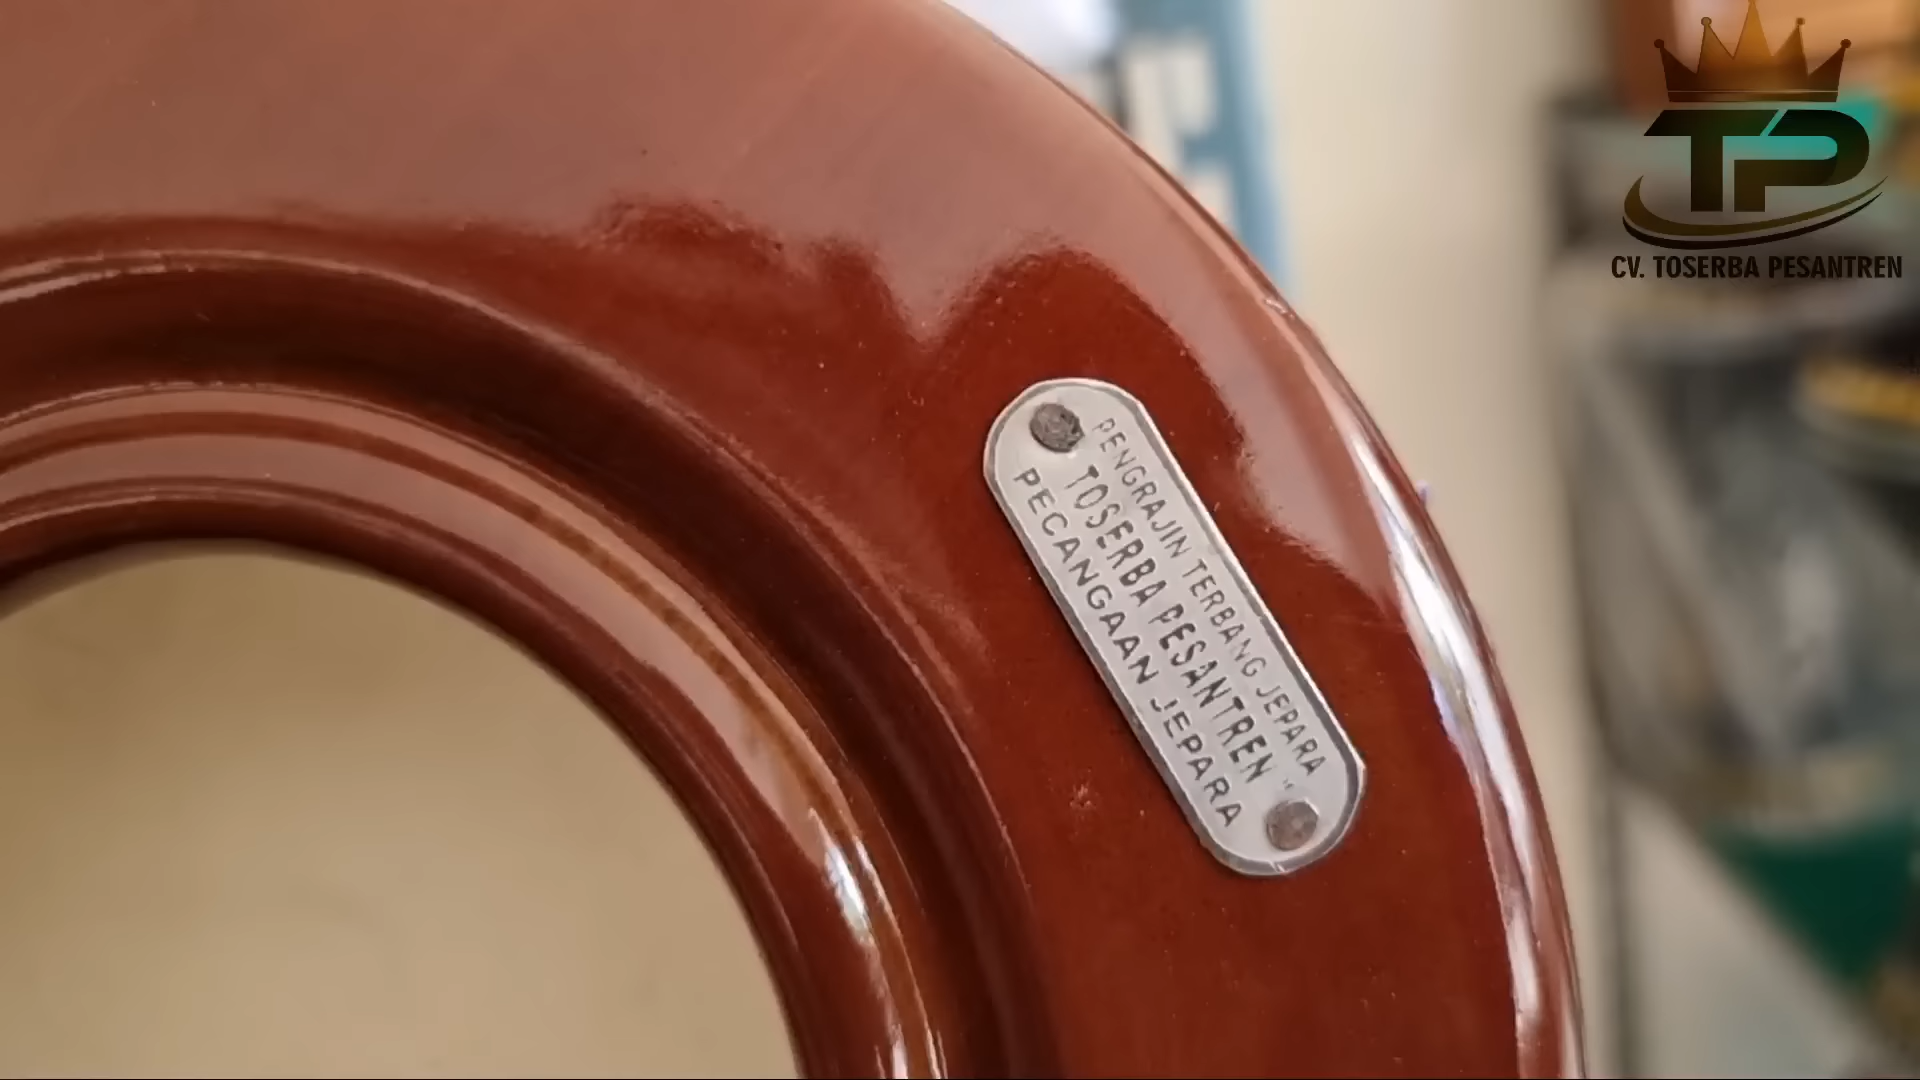 TP
CV. TOSERBA PESANTREN
PENGRAJIN TERBANG JEPARA
TOSERBA PESANTREN "
PECANGAAN JEPARA